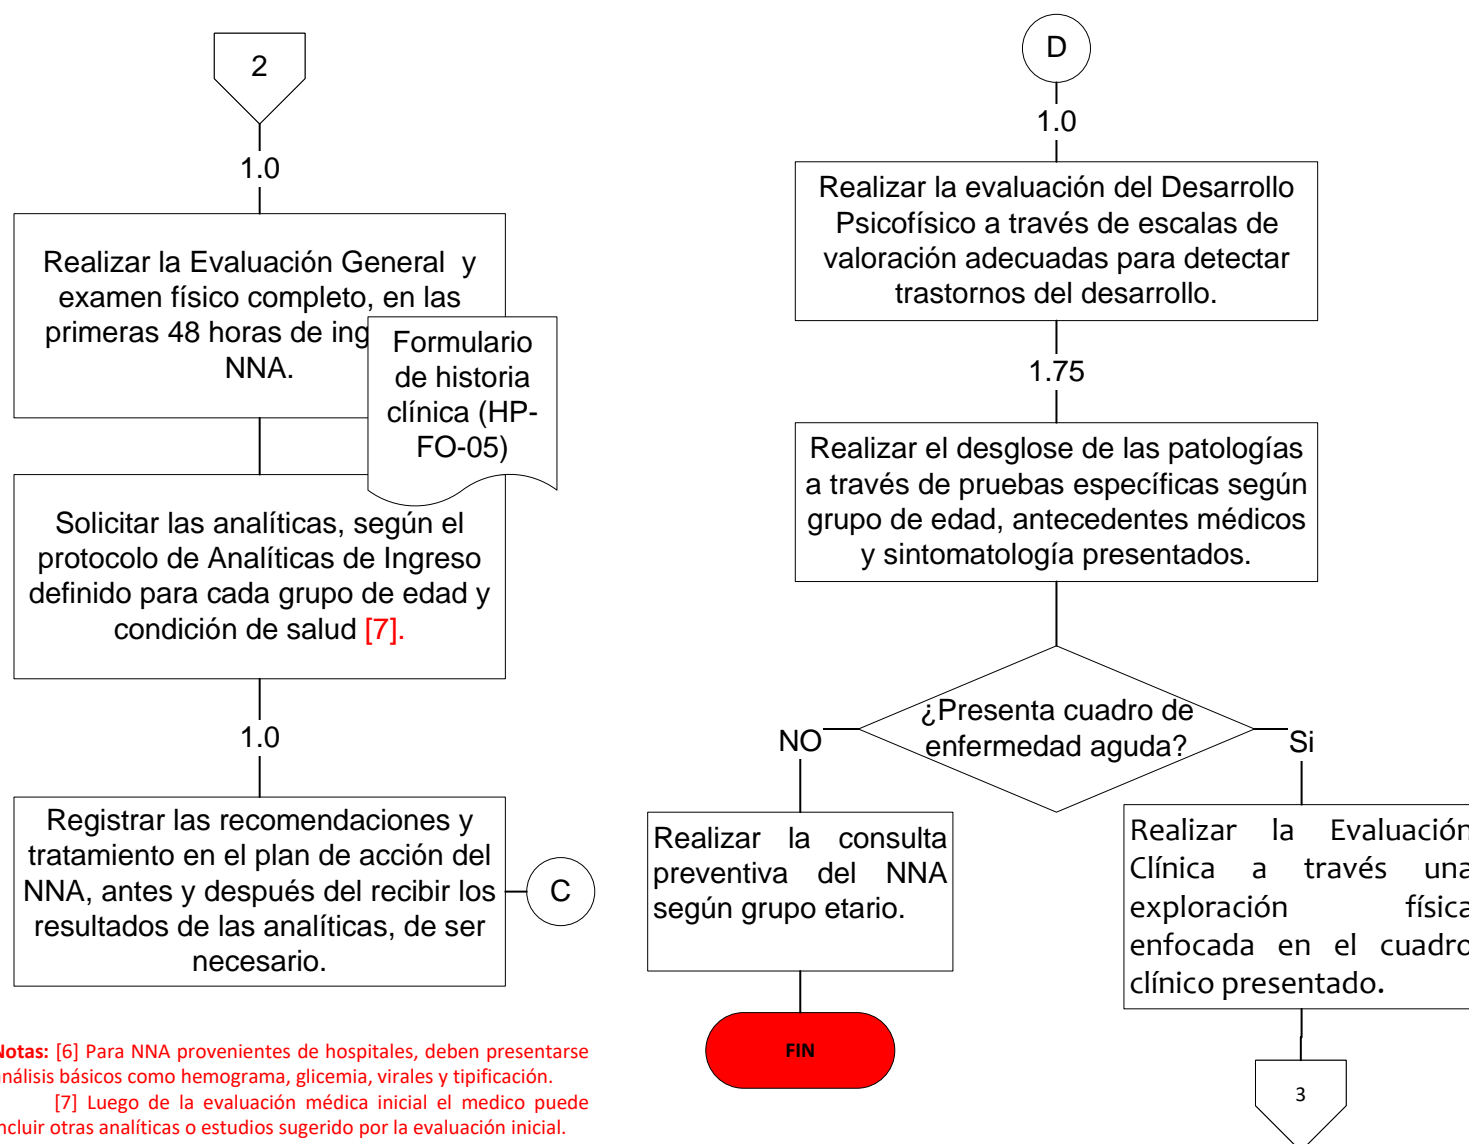 2
1.0
Realizar la Evaluación General y
examen físico completo, en las
primeras 48 horas de ing
NNA.
Formulario
de historia
clínica (HP-
FO-05)
Solicitar las analíticas, según el
protocolo de Analíticas de Ingreso
definido para cada grupo de edad y
condición de salud [7].
1.0
Registrar las recomendaciones y
tratamiento en el plan de acción del
NNA, antes y después del recibir los
resultados de las analíticas, de ser
necesario.
C
Notas: [6] Para NNA provenientes de hospitales, deben presentarse
análisis básicos como hemograma, glicemia, virales y tipificación.
[7] Luego de la evaluación médica inicial el medico puede
incluir otras analíticas o estudios sugerido por la evaluación inicial.
D
1.0
Realizar la evaluación del Desarrollo
Psicofísico a través de escalas de
valoración adecuadas para detectar
trastornos del desarrollo.
1.75
Realizar el desglose de las patologías
a través de pruebas específicas según
grupo de edad, antecedentes médicos
y sintomatología presentados.
¿Presenta cuadro de
enfermedad aguda?
NO
Si
Realizar la consulta
preventiva del NNA
según grupo etario.
FIN
Realizar la Evaluación
Clínica a través una
exploración física
enfocada en el cuadro
clínico presentado.
3